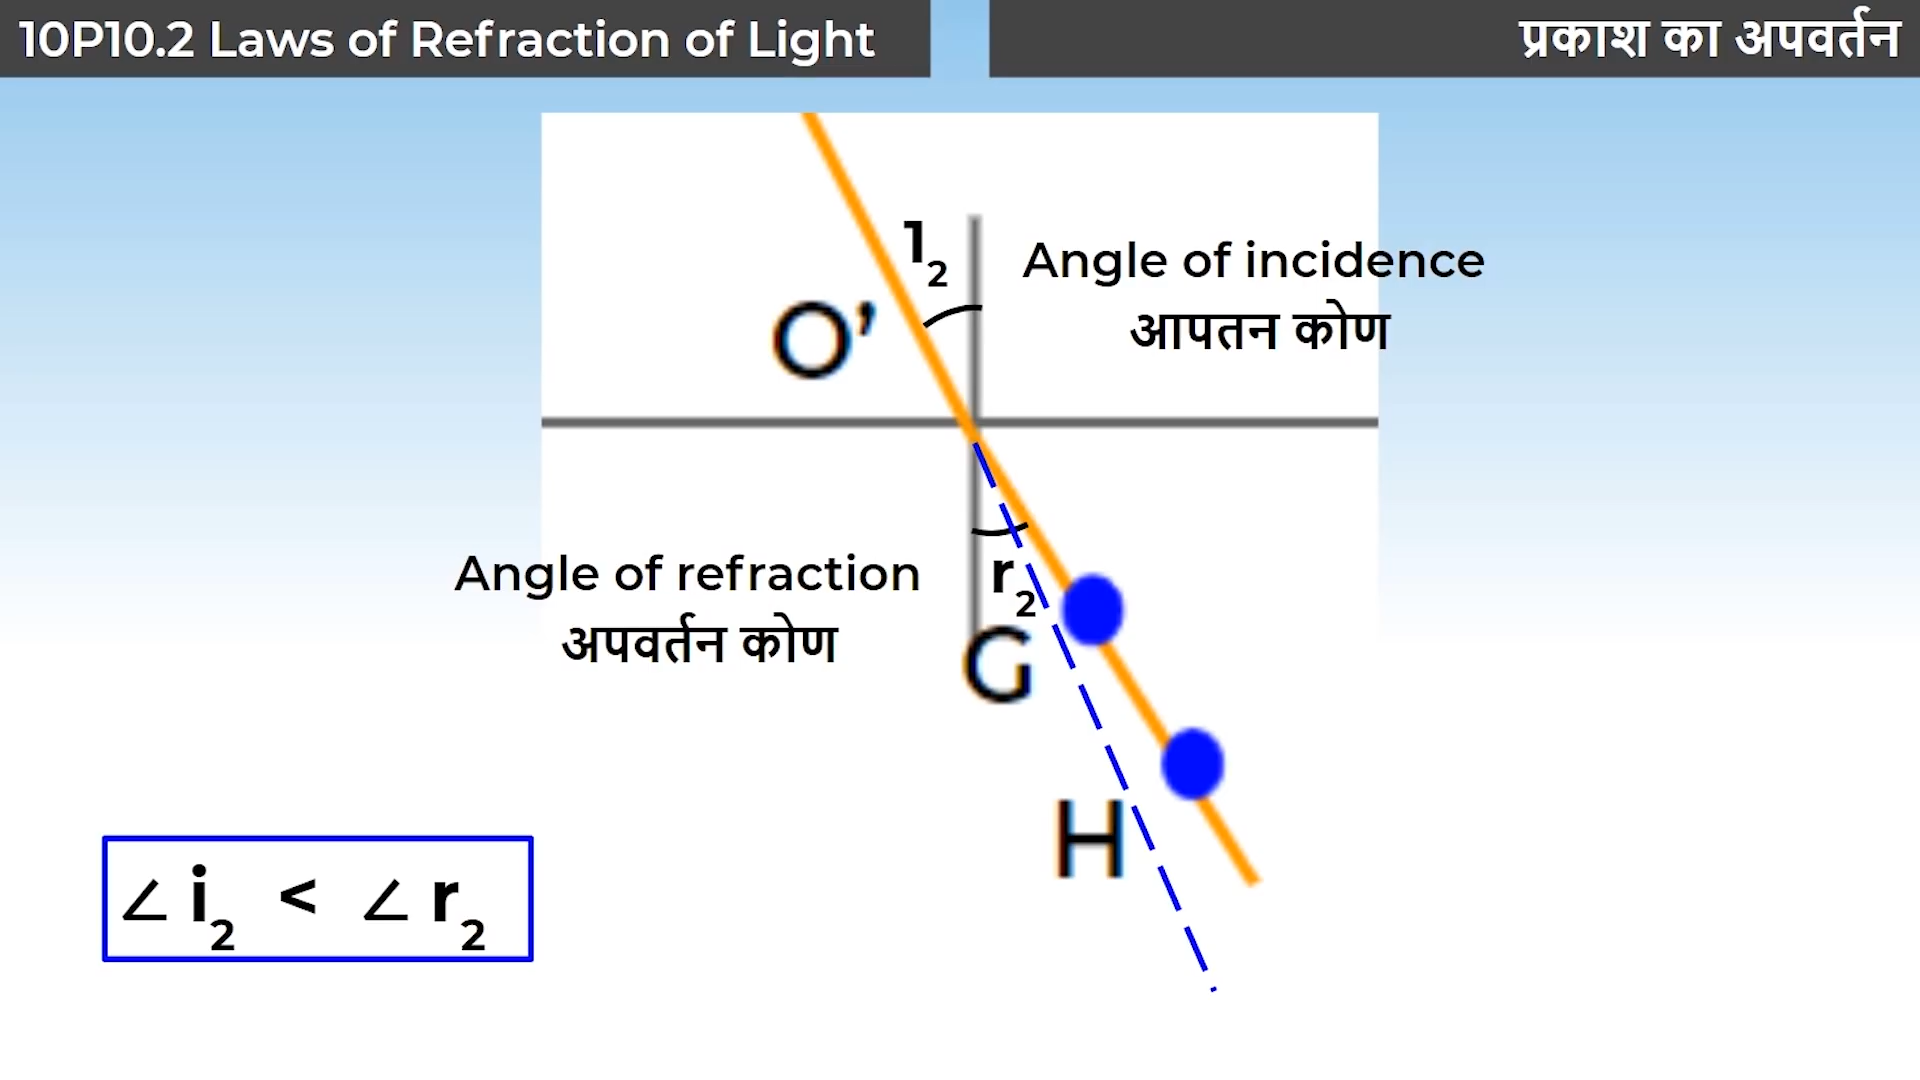 10P10.2 Laws of Refraction of Light
प्रकाश का अपवर्तन
1₂
Angle of incidence
आपतन कोण
O’
Angle of refraction
अपवर्तन कोण
r₂
G
H
∠ i₂ < ∠ r₂